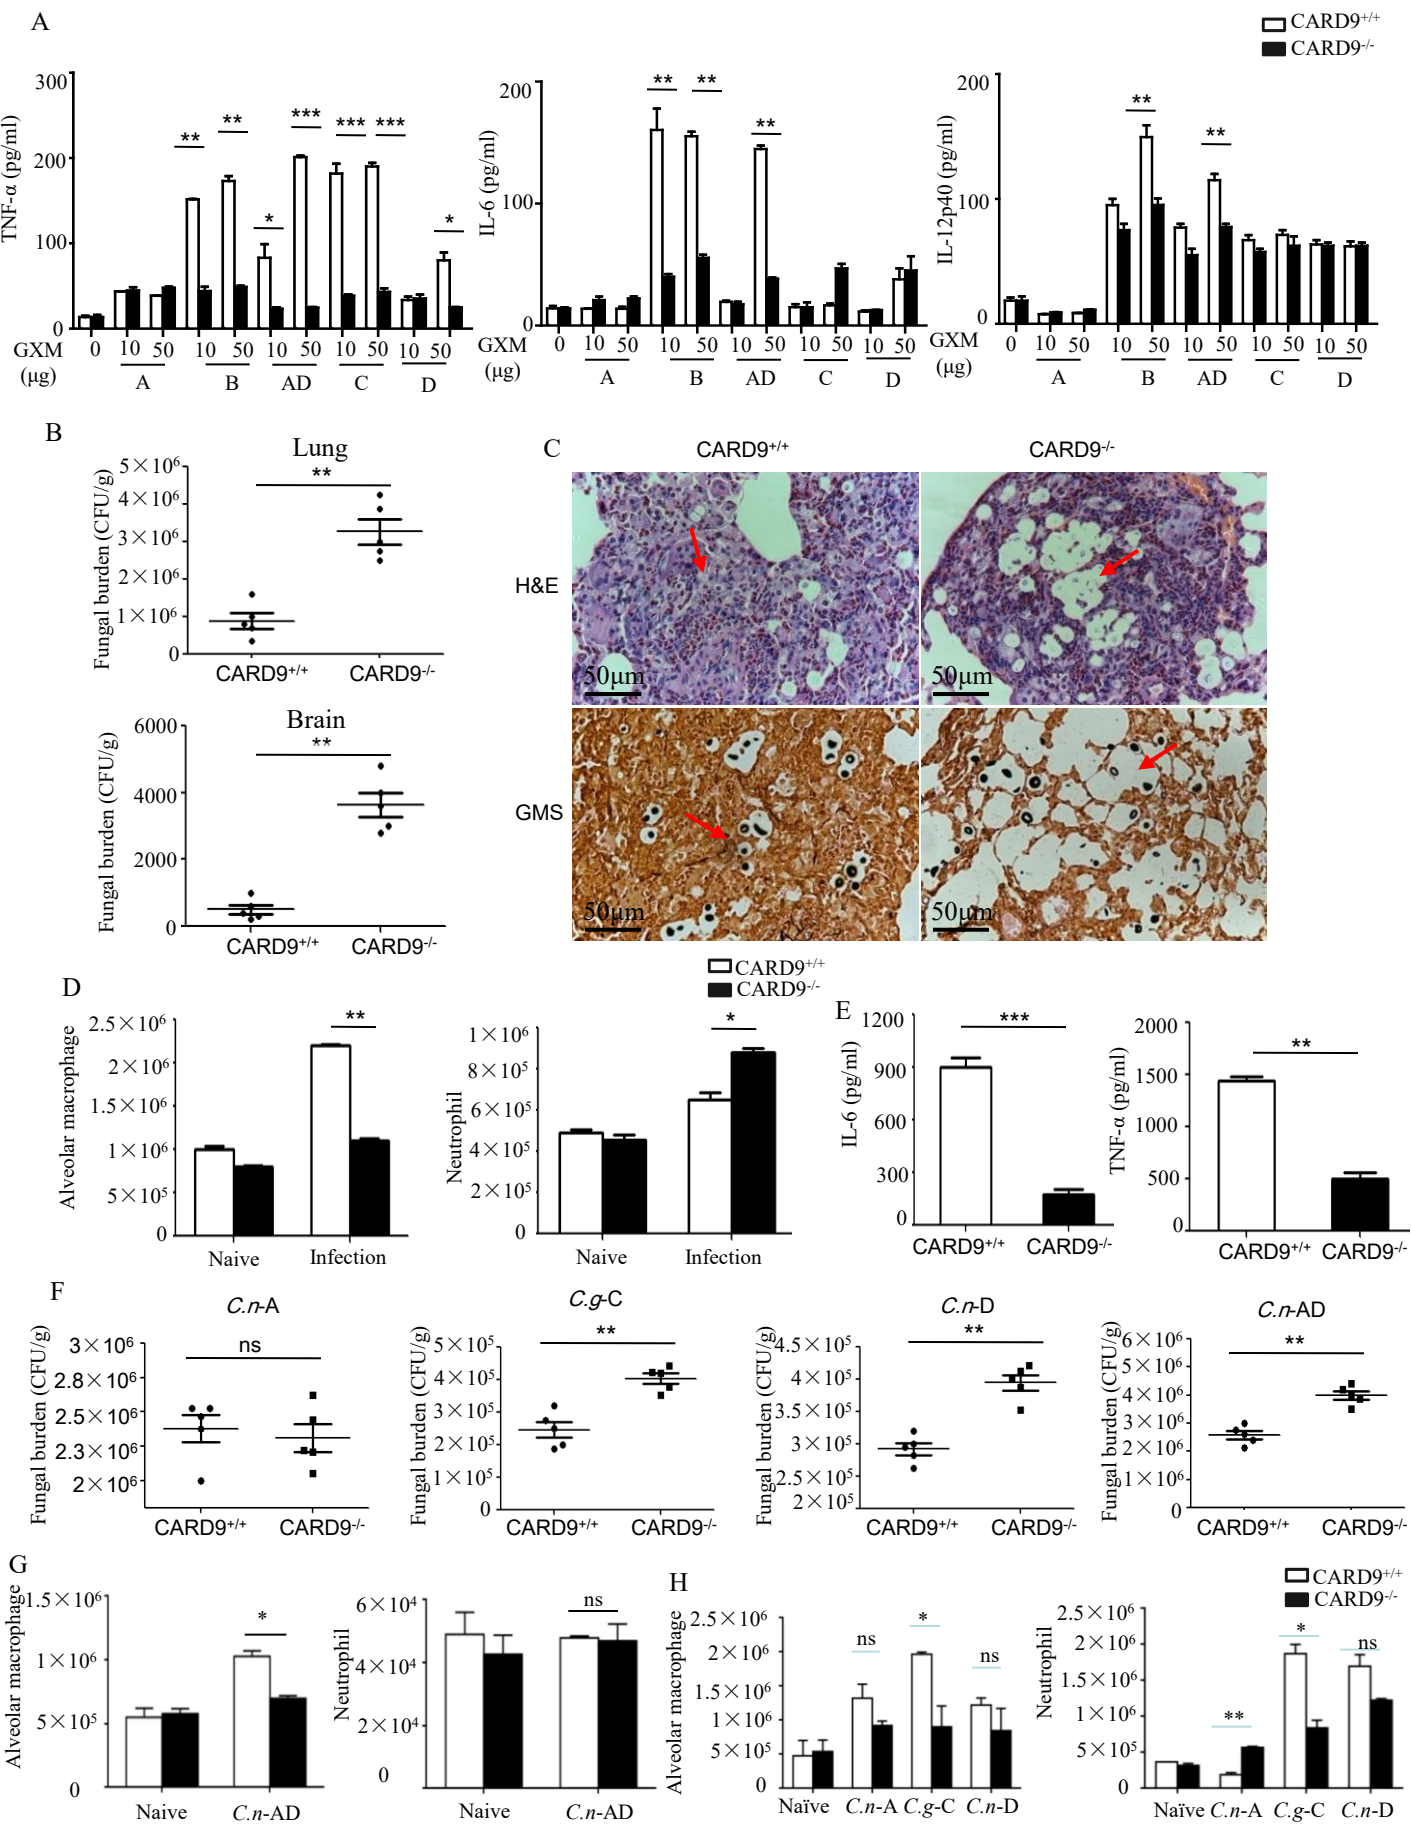 A
CARD9+/+
CARD9-/-
TNF-α (pg/ml)
300
200
100
0
** ** * *** *** *** *
GXM (μg)
0 10 50 10 50 10 50 10 50 10 50
A B AD C D
IL-6 (pg/ml)
200
100
0
** ** **
GXM (μg)
0 10 50 10 50 10 50 10 50 10 50
A B AD C D
IL-12p40 (pg/ml)
200
100
0
** **
GXM (μg)
0 10 50 10 50 10 50 10 50 10 50
A B AD C D
B
Lung
**
Fungal burden (CFU/g)
5×10⁶
4×10⁶
3×10⁶
2×10⁶
1×10⁶
0
CARD9+/+ CARD9-/-
Brain
**
Fungal burden (CFU/g)
6000
4000
2000
0
CARD9+/+ CARD9-/-
C
CARD9+/+ CARD9-/-
H&E
50μm 50μm
GMS
50μm 50μm
D
CARD9+/+
CARD9-/-
Alveolar macrophage
2.5×10⁶
2×10⁶
1.5×10⁶
1×10⁶
5×10⁵
0
**
Naive Infection
Neutrophil
1×10⁶
8×10⁵
6×10⁵
4×10⁵
2×10⁵
0
*
Naive Infection
E
IL-6 (pg/ml)
1200
900
600
300
0
***
CARD9+/+ CARD9-/-
TNF-α (pg/ml)
2000
1500
1000
500
0
**
CARD9+/+ CARD9-/-
F
C.n-A
ns
Fungal burden (CFU/g)
3×10⁶
2.8×10⁶
2.5×10⁶
2.3×10⁶
2×10⁶
CARD9+/+ CARD9-/-
C.g-C
**
Fungal burden (CFU/g)
5×10⁵
4×10⁵
3×10⁵
2×10⁵
1×10⁵
0
CARD9+/+ CARD9-/-
C.n-D
**
Fungal burden (CFU/g)
4.5×10⁵
4×10⁵
3.5×10⁵
3×10⁵
2.5×10⁵
2×10⁵
CARD9+/+ CARD9-/-
C.n-AD
**
Fungal burden (CFU/g)
6×10⁶
5×10⁶
4×10⁶
3×10⁶
2×10⁶
1×10⁶
0
CARD9+/+ CARD9-/-
G
Alveolar macrophage
1.5×10⁶
1×10⁶
5×10⁵
0
*
Naive C.n-AD
Neutrophil
6×10⁴
4×10⁴
2×10⁴
0
ns
Naive C.n-AD
H
CARD9+/+
CARD9-/-
Alveolar macrophage
2.5×10⁶
2×10⁶
1.5×10⁶
1×10⁶
5×10⁵
0
ns * ns
Naïve C.n-A C.g-C C.n-D
Neutrophil
2.5×10⁶
2×10⁶
1.5×10⁶
1×10⁶
5×10⁵
0
** * ns
Naïve C.n-A C.g-C C.n-D